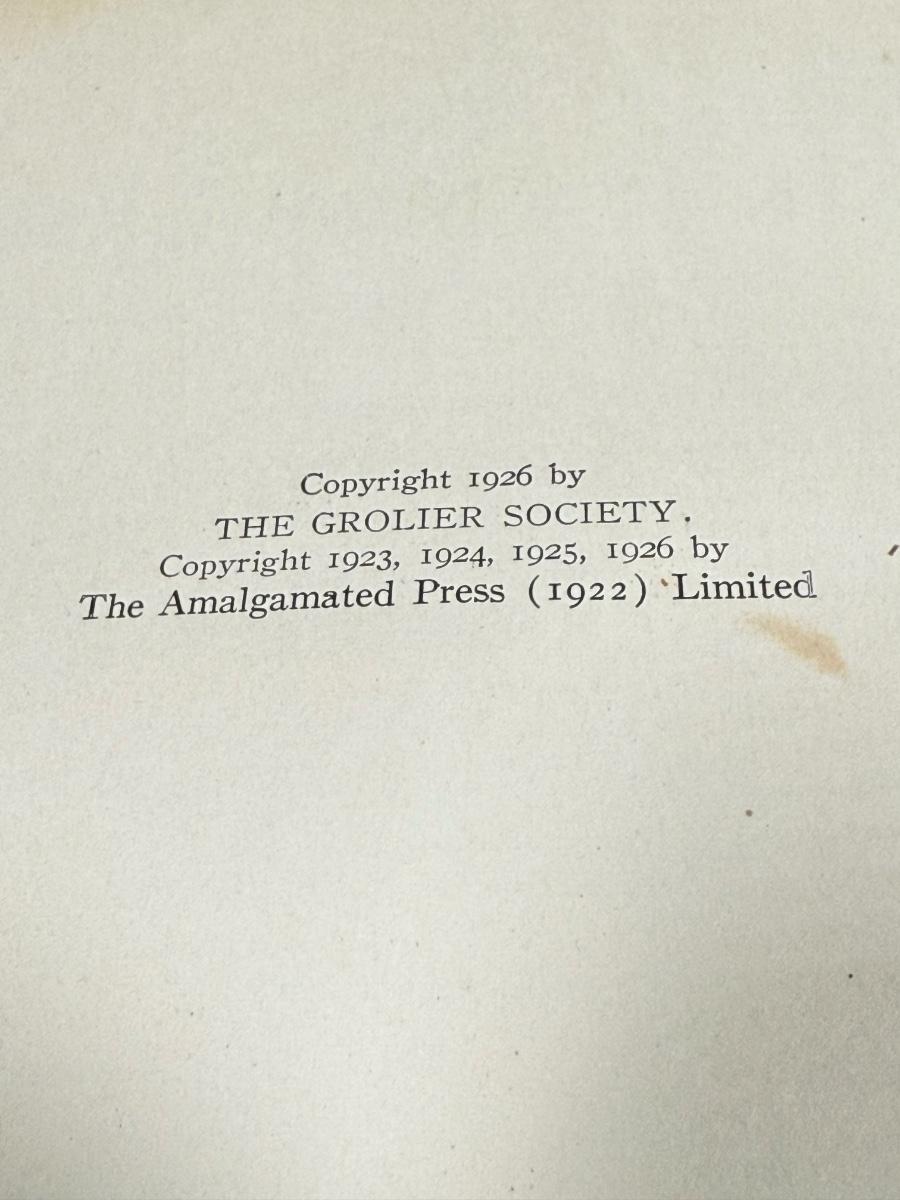 Copyright 1926 by
THE GROLIER SOCIETY.
Copyright 1923, 1924, 1925, 1926 by
The Amalgamated Press (1922) Limited